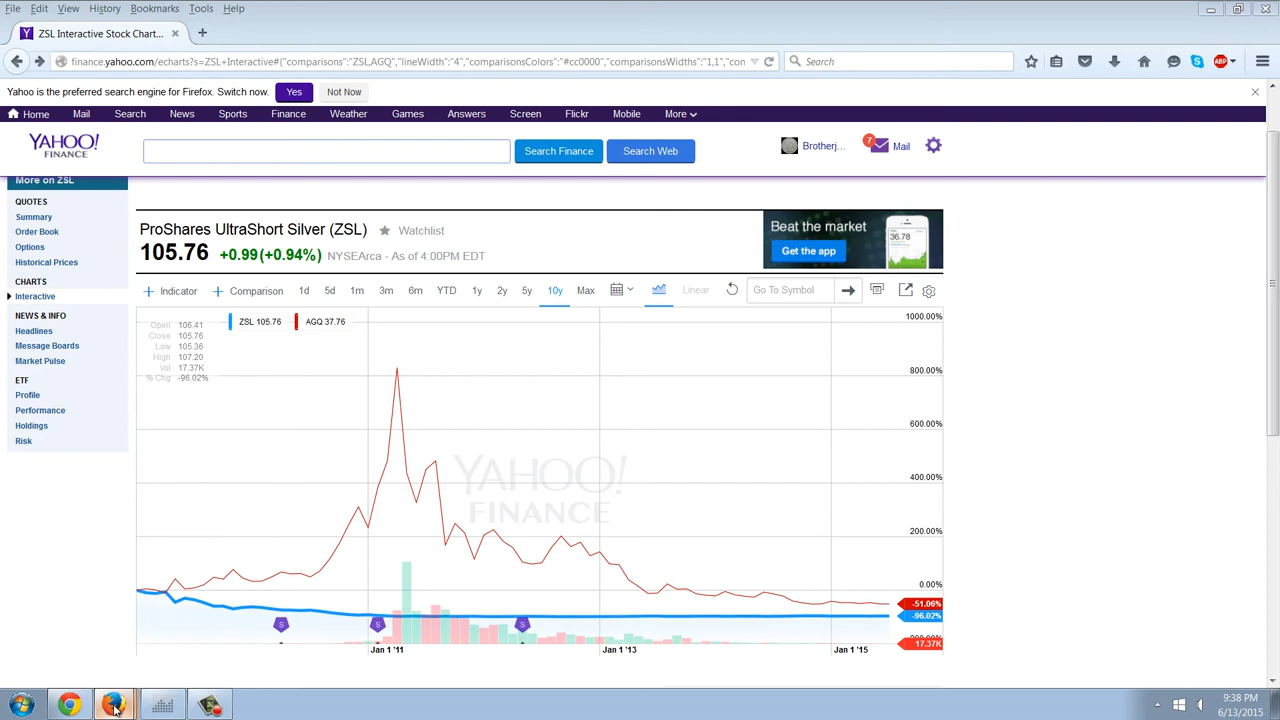 File Edit View History Bookmarks Tools Help
ZSL Interactive Stock Chart...
finance.yahoo.com/echarts?s=ZSL+Interactive#{"comparisons":"ZSL,AGQ","lineWidth":"4","comparisonsColors":"#cc0000","comparisonsWidths":"1,1","con
Search
Yahoo is the preferred search engine for Firefox. Switch now. Yes Not Now
Home Mail Search News Sports Finance Games Weather Answers Screen Flickr Mobile More
YAHOO!
FINANCE
Search Finance
Search Web
Brotherj...
7
Mail
More on ZSL
QUOTES
Summary
Order Book
Options
Historical Prices
CHARTS
Interactive
NEWS & INFO
Headlines
Message Boards
Market Pulse
ETF
Profile
Performance
Holdings
Risk
ProShares UltraShort Silver (ZSL) Watchlist
105.76 +0.99(+0.94%) NYSEArca - As of 4:00PM EDT
Beat the market
Get the app
36.78
Indicator Comparison 1d 5d 1m 3m 6m YTD 1y 2y 5y 10y Max Linear Go To Symbol
Open 106.41
Close 105.76
Low 105.36
High 107.20
Vol 17.37K
% Chg -96.02%
ZSL 105.76
AGQ 37.76
YAHOO!
FINANCE
1000.00%
800.00%
600.00%
400.00%
200.00%
0.00%
-51.06%
-96.02%
17.37K
S S S
Jan 1 '11 Jan 1 '13 Jan 1 '15
9:38 PM
6/13/2015